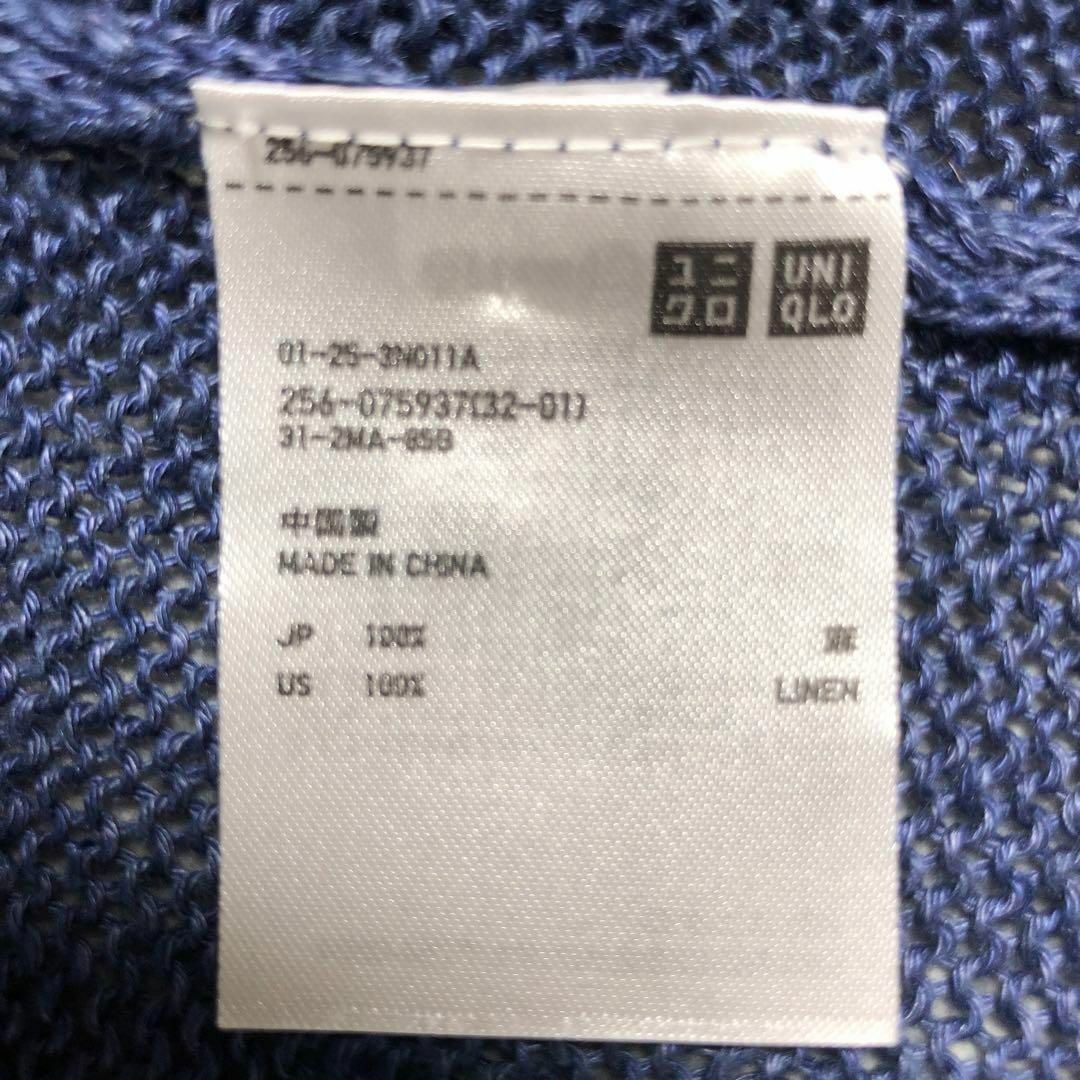 256-075937
ユニ UNI
クロ QLO
01-25-3N011A
256-075937(32-01)
31-2MA-85B
中国製
MADE IN CHINA
JP 100% 麻
US 100% LINEN